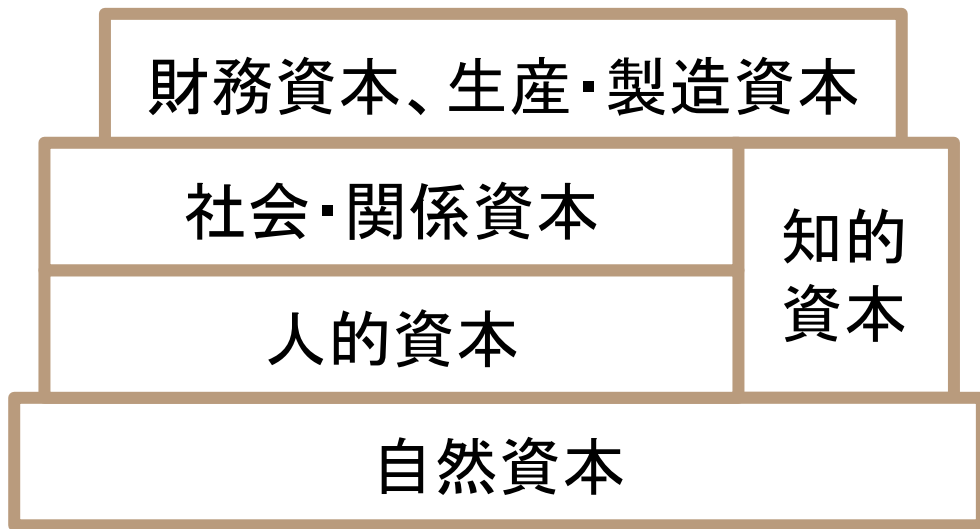 財務資本、生産・製造資本
社会・関係資本
人的資本
知的
資本
自然資本